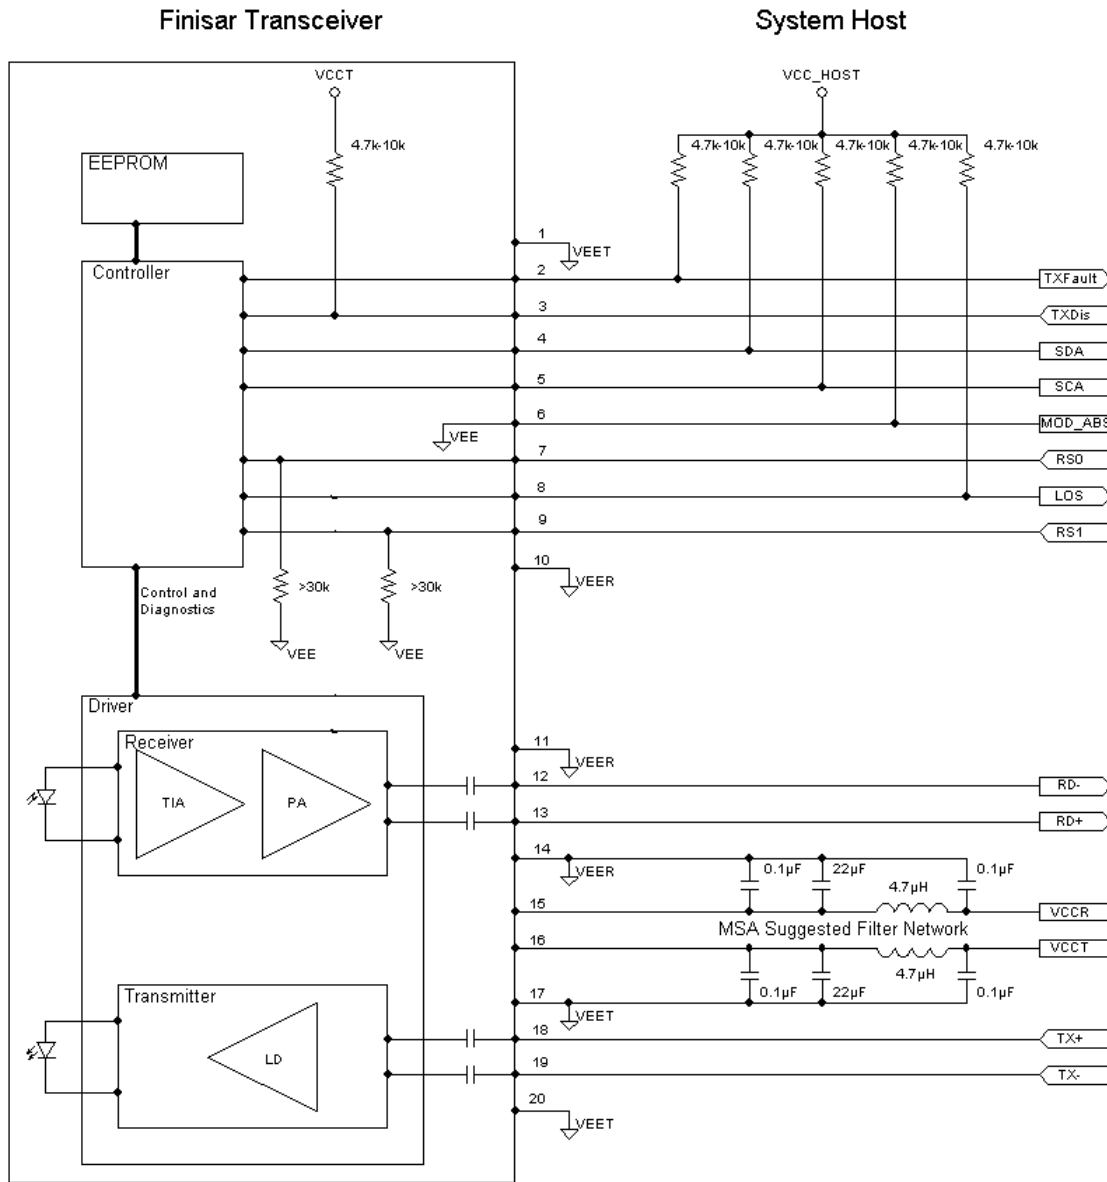 Finisar Transceiver
System Host
VCCT
VCC_HOST
4.7k-10k
4.7k-10k
4.7k-10k
4.7k-10k
4.7k-10k
4.7k-10k
EEPROM
1
VEET
Controller
2
TXFault
3
TXDis
4
SDA
5
SCA
6
MOD_ABS
VEE
7
RS0
8
LOS
9
RS1
10
VEER
>30k
>30k
Control and
Diagnostics
VEE
VEE
Driver
Receiver
11
VEER
TIA
PA
12
RD-
13
RD+
14
VEER
0.1µF
22µF
0.1µF
4.7µH
15
VCCR
MSA Suggested Filter Network
16
VCCT
4.7µH
Transmitter
17
0.1µF
22µF
0.1µF
VEET
18
TX+
LD
19
TX-
20
VEET